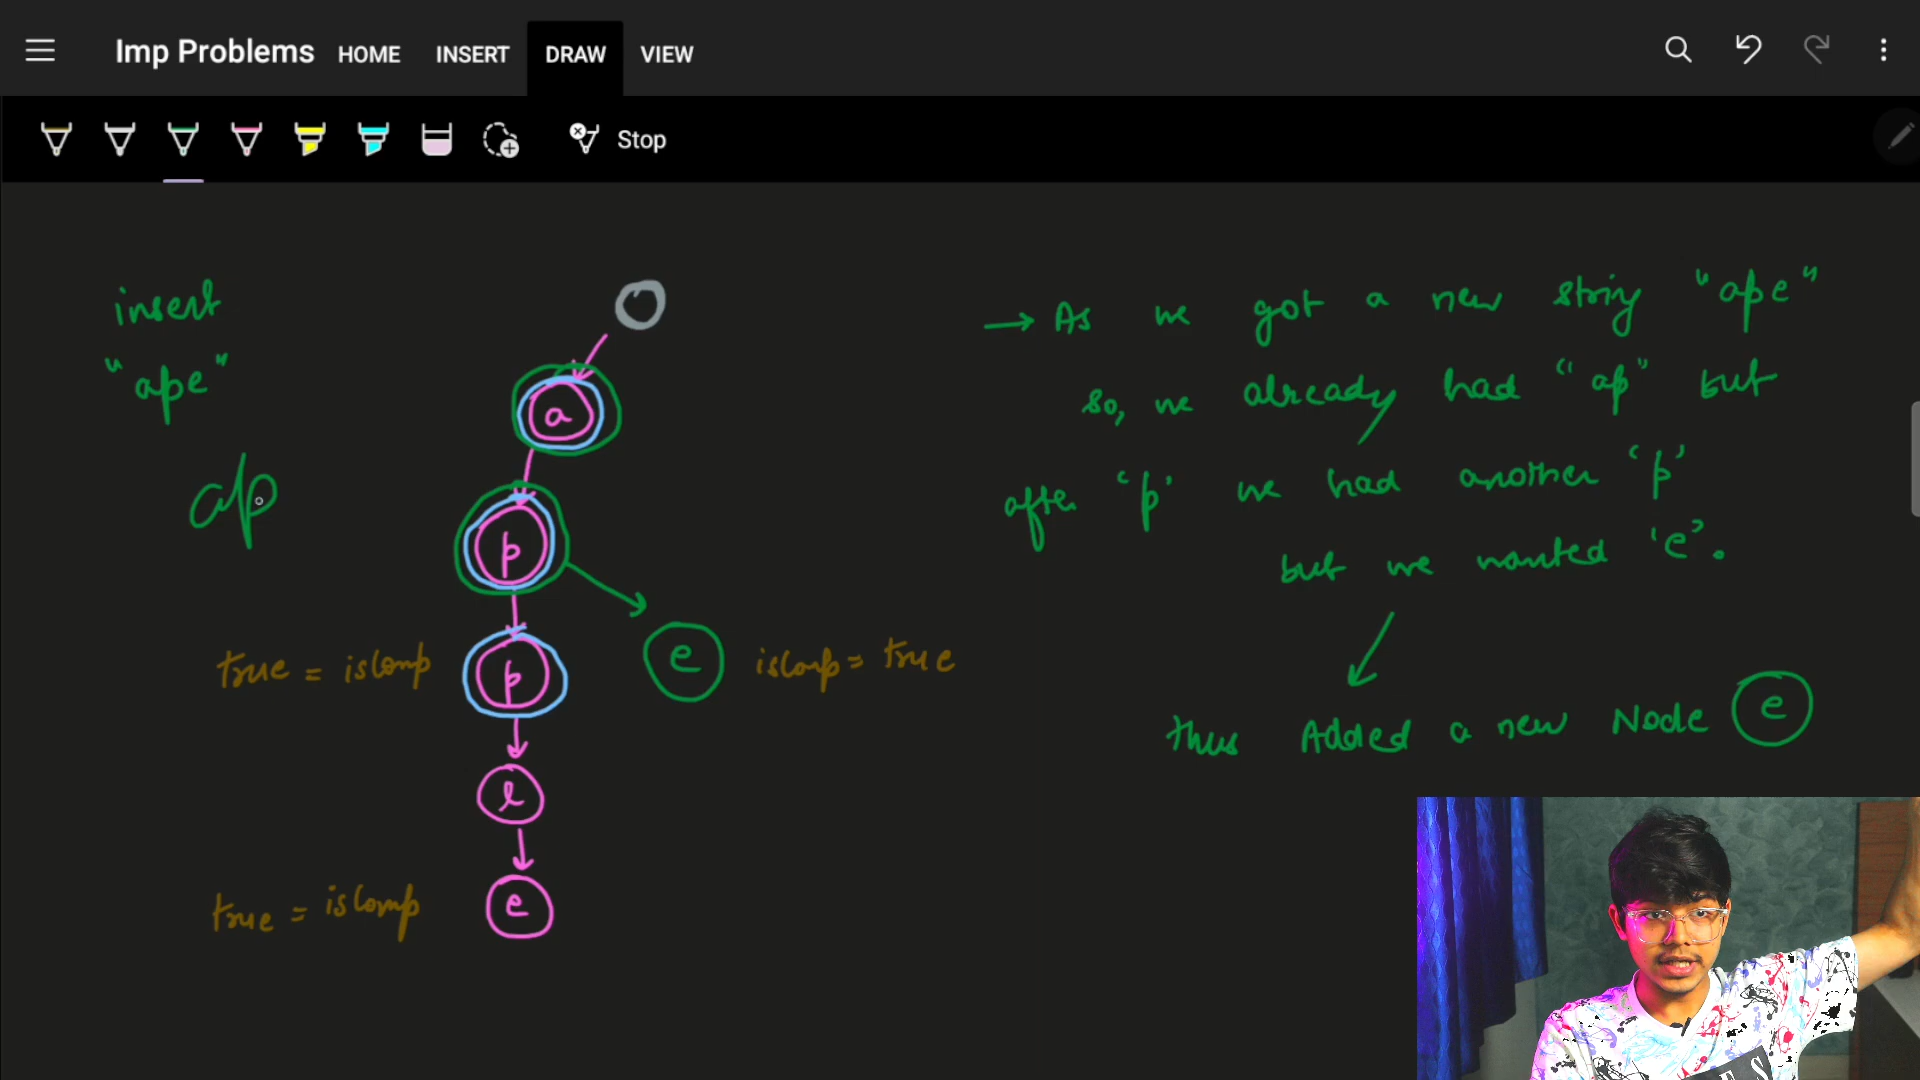 Imp Problems HOME INSERT DRAW VIEW
Stop
insert
"ape"
ap
a
p
p
l
e
e
true = isComp
isComp = true
true = isComp
→ As we got a new string "ape"
so, we already had "ap" but
after 'p' we had another 'p'
but we wanted 'e'.
thus Added a new Node e